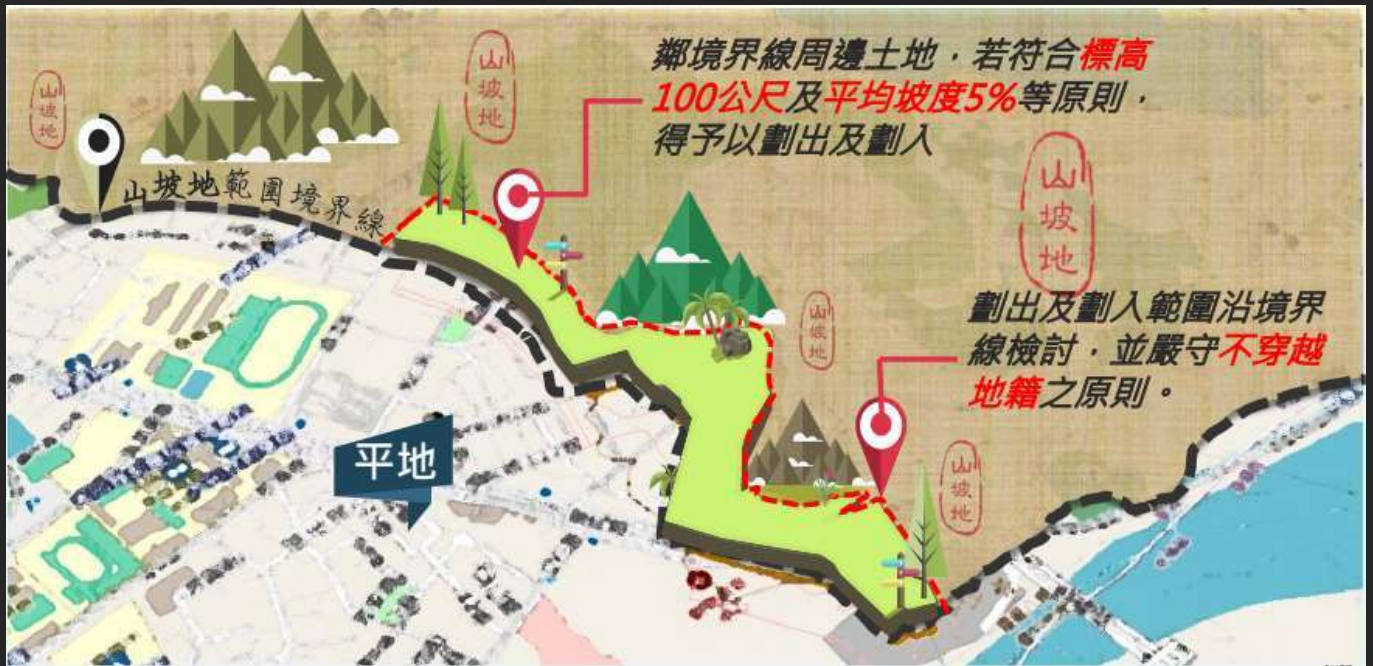 鄰境界線周邊土地，若符合標高
100公尺及平均坡度5%等原則，
得予以劃出及劃入
山坡地
山坡地
山坡地
山坡地範圍境界線
劃出及劃入範圍沿境界
線檢討，並嚴守不穿越
地籍之原則。
山坡地
平地
山坡地